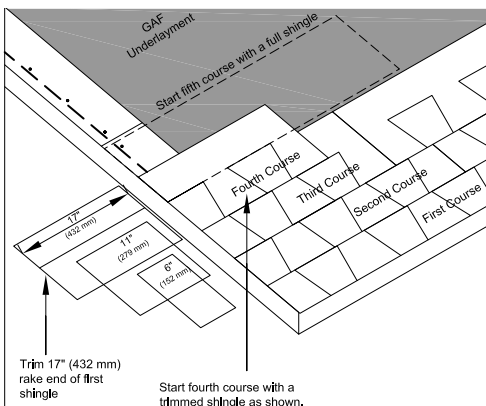 GAF
Underlayment
Start fifth course with a full shingle
Fourth Course
Third Course
Second Course
First Course
17"
(432 mm)
11"
(279 mm)
6"
(152 mm)
Trim 17" (432 mm)
rake end of first
shingle
Start fourth course with a
trimmed shingle as shown.